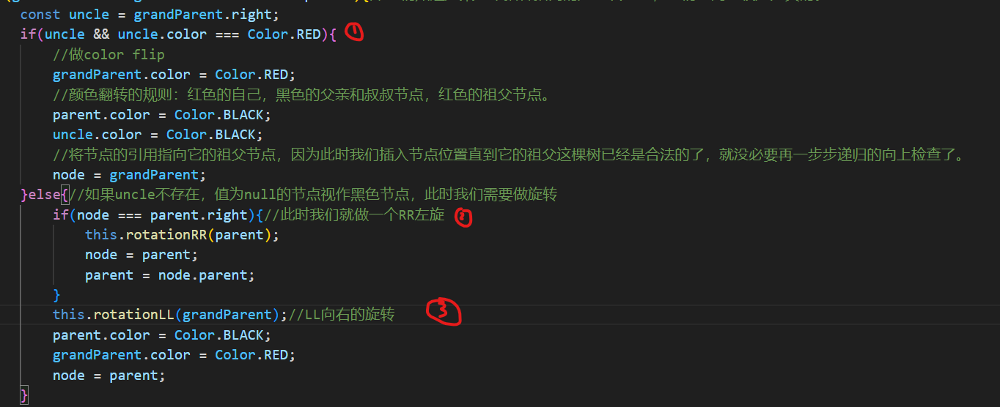 const uncle = grandParent.right;
if(uncle && uncle.color === Color.RED){ 1
//做color flip
grandParent.color = Color.RED;
//颜色翻转的规则：红色的自己，黑色的父亲和叔叔节点，红色的祖父节点。
parent.color = Color.BLACK;
uncle.color = Color.BLACK;
//将节点的引用指向它的祖父节点，因为此时我们插入节点位置直到它的祖父这棵树已经是合法的了，就没必要再一步步递归的向上检查了。
node = grandParent;
}else{//如果uncle不存在，值为null的节点视作黑色节点，此时我们需要做旋转
if(node === parent.right){//此时我们就做一个RR左旋 2
this.rotationRR(parent);
node = parent;
parent = node.parent;
}
this.rotationLL(grandParent);//LL向右的旋转 3
parent.color = Color.BLACK;
grandParent.color = Color.RED;
node = parent;
}